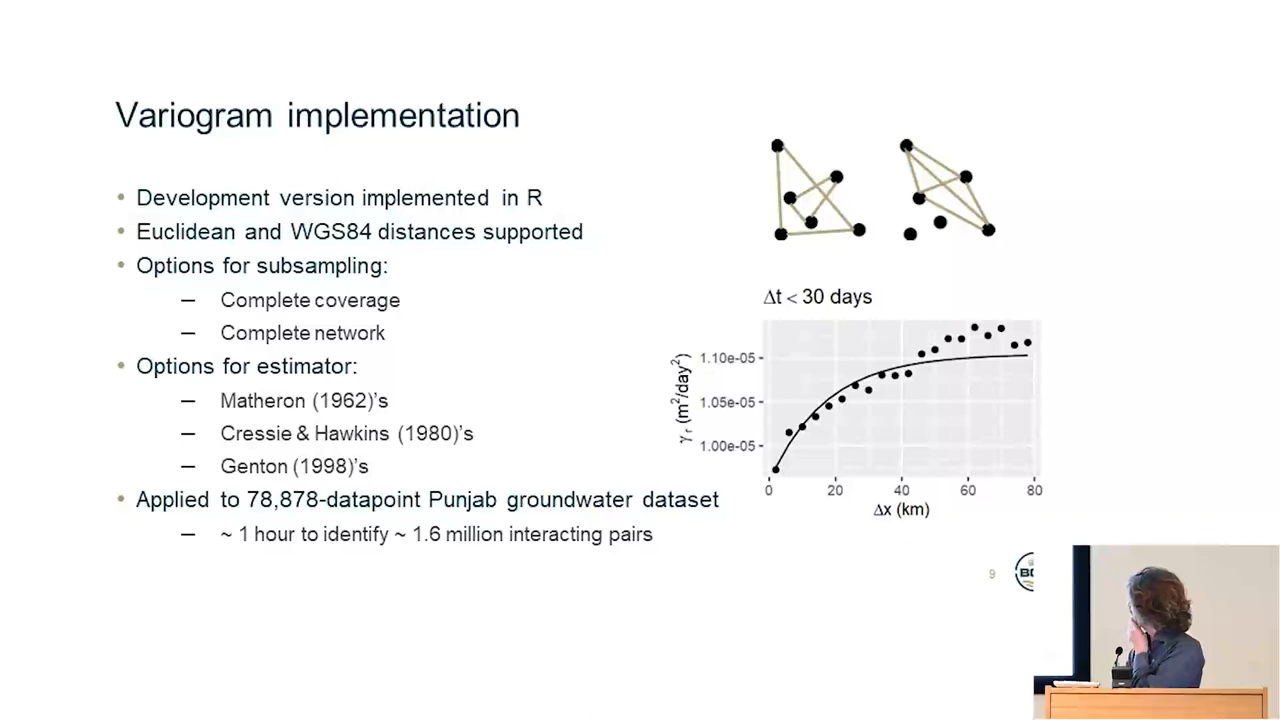 Variogram implementation
• Development version implemented in R
• Euclidean and WGS84 distances supported
• Options for subsampling:
– Complete coverage
– Complete network
• Options for estimator:
– Matheron (1962)'s
– Cressie & Hawkins (1980)'s
– Genton (1998)'s
• Applied to 78,878-datapoint Punjab groundwater dataset
– ~ 1 hour to identify ~ 1.6 million interacting pairs
Δt < 30 days
γr (m²/day²)
1.10e-05
1.05e-05
1.00e-05
0 20 40 60 80
Δx (km)
9